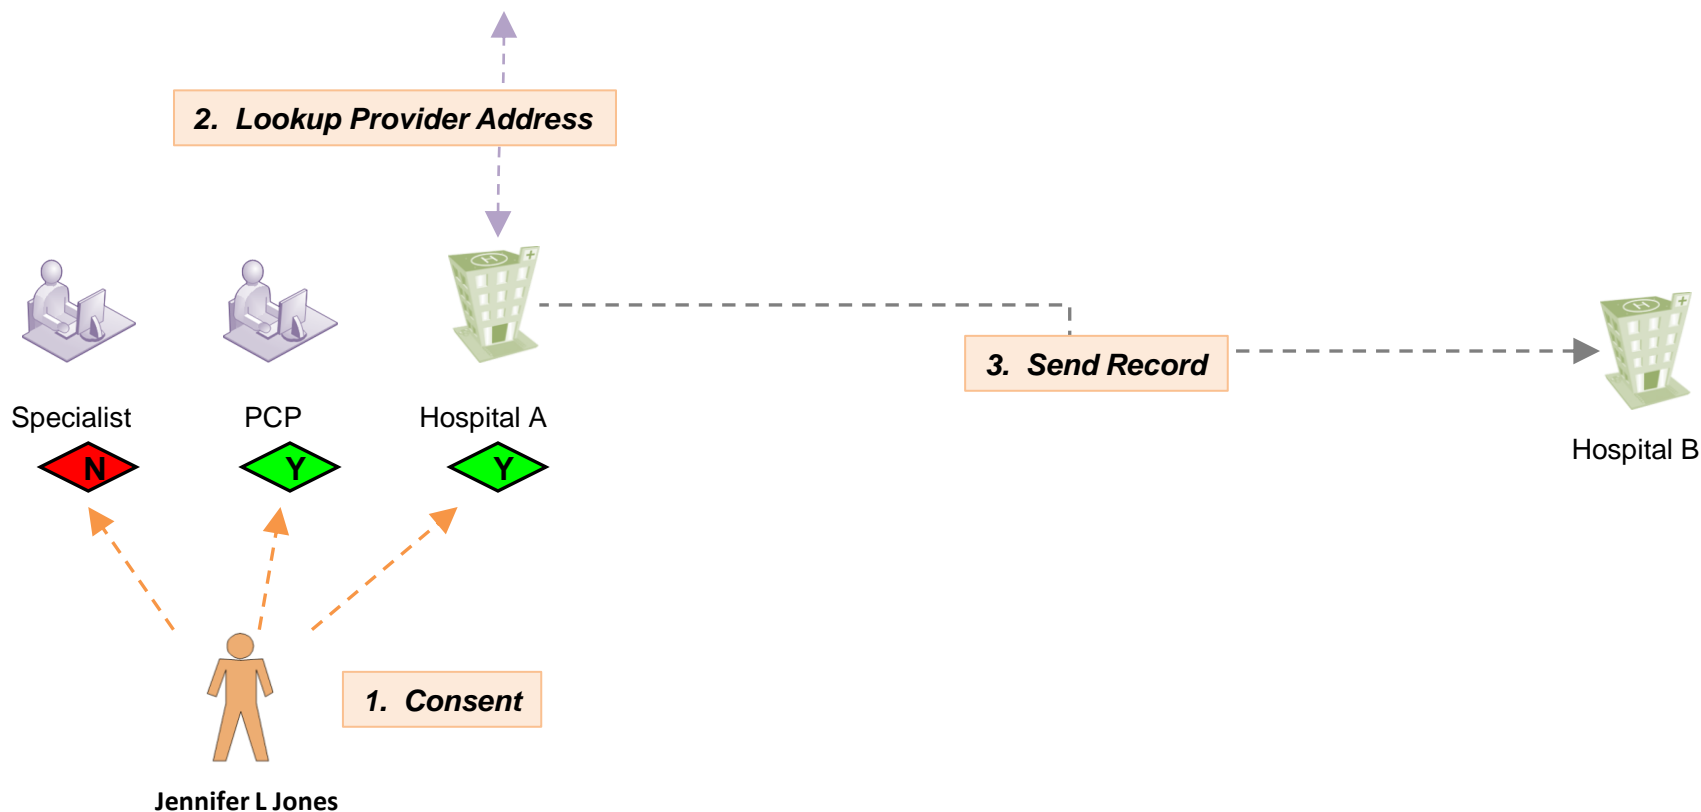 2. Lookup Provider Address
3. Send Record
Specialist
PCP
Hospital A
Hospital B
N
Y
Y
1. Consent
Jennifer L Jones